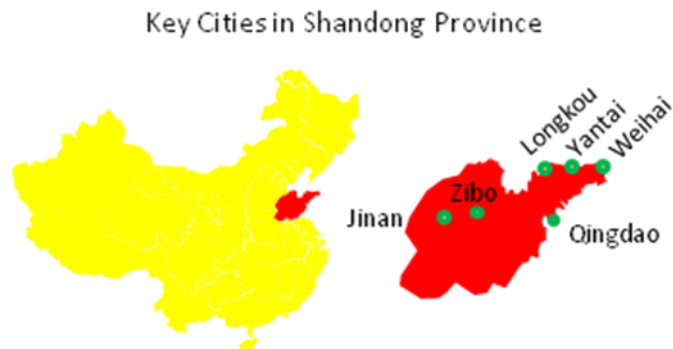 Key Cities in Shandong Province
Longkou
Yantai
Weihai
Zibo
Jinan
Qingdao